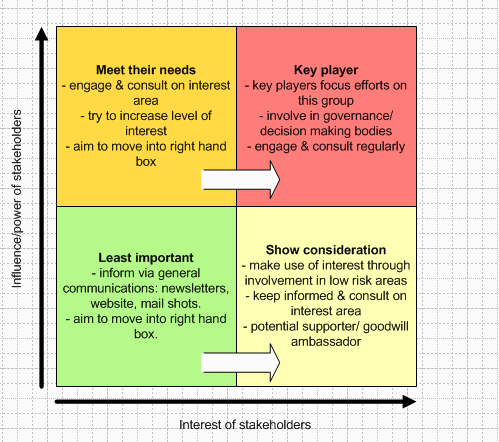 Influence/power of stakeholders
Meet their needs
- engage & consult on interest
area
- try to increase level of
interest
- aim to move into right hand
box
Key player
- key players focus efforts on
this group
- involve in governance/
decision making bodies
- engage & consult regularly
Least important
- inform via general
communications: newsletters,
website, mail shots.
- aim to move into right hand
box.
Show consideration
- make use of interest through
involvement in low risk areas
- keep informed & consult on
interest area
- potential supporter/ goodwill
ambassador
Interest of stakeholders